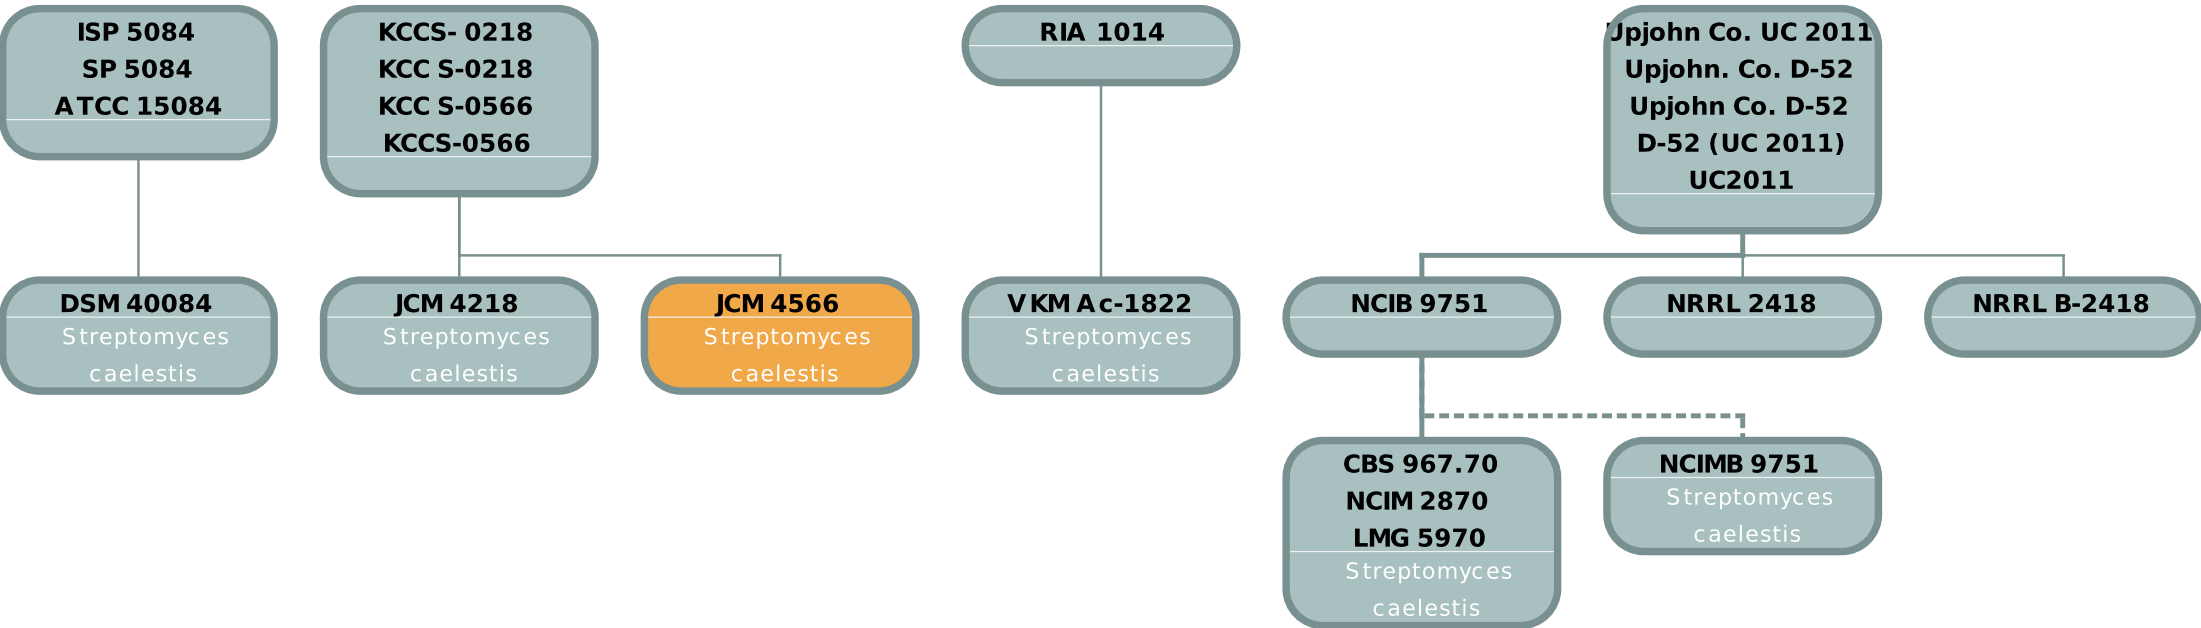 ISP 5084
SP 5084
ATCC 15084
KCCS- 0218
KCC S-0218
KCC S-0566
KCCS-0566
RIA 1014
Upjohn Co. UC 2011
Upjohn. Co. D-52
Upjohn Co. D-52
D-52 (UC 2011)
UC2011
DSM 40084
Streptomyces
caelestis
JCM 4218
Streptomyces
caelestis
JCM 4566
Streptomyces
caelestis
VKM Ac-1822
Streptomyces
caelestis
NCIB 9751
NRRL 2418
NRRL B-2418
CBS 967.70
NCIM 2870
LMG 5970
Streptomyces
caelestis
NCIMB 9751
Streptomyces
caelestis